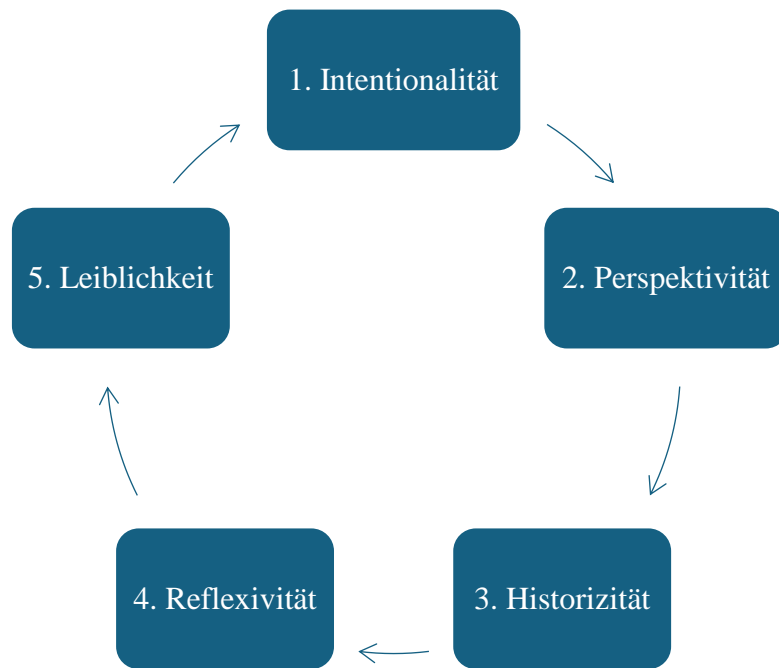 1. Intentionalität
2. Perspektivität
3. Historizität
4. Reflexivität
5. Leiblichkeit